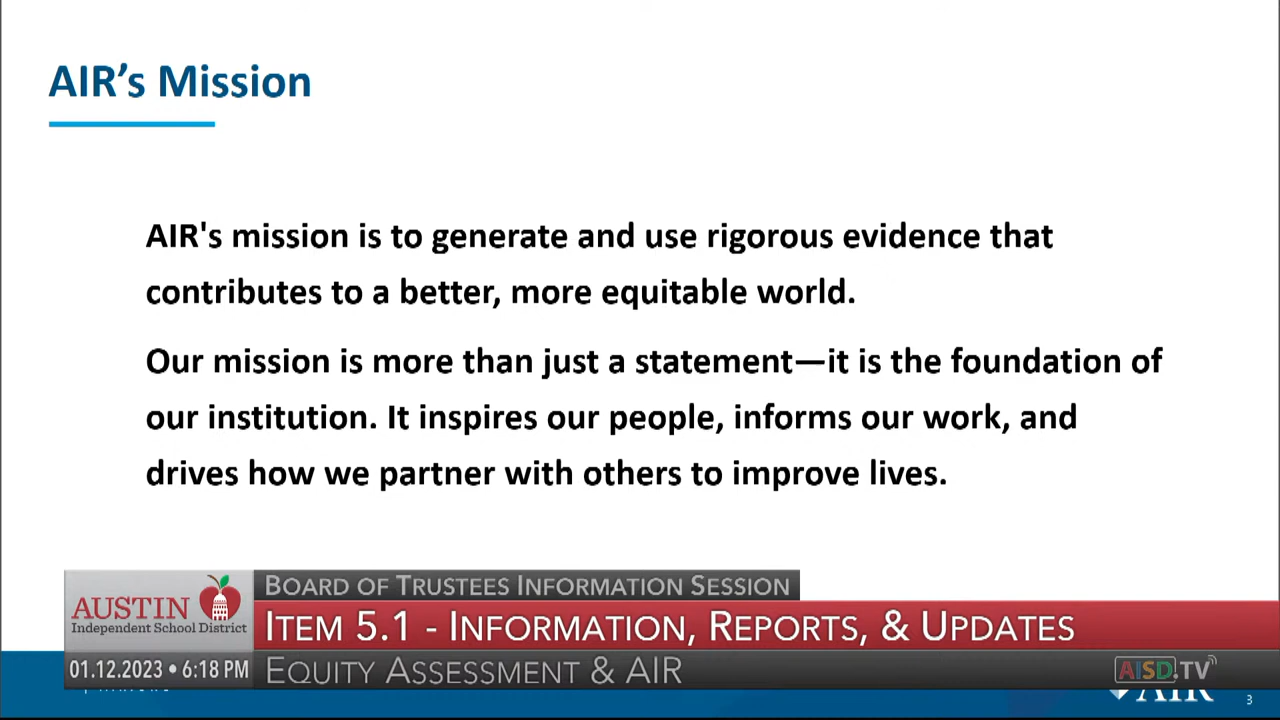 AIR’s Mission
AIR's mission is to generate and use rigorous evidence that
contributes to a better, more equitable world.
Our mission is more than just a statement—it is the foundation of
our institution. It inspires our people, informs our work, and
drives how we partner with others to improve lives.
BOARD OF TRUSTEES INFORMATION SESSION
AUSTIN
Independent School District
ITEM 5.1 - INFORMATION, REPORTS, & UPDATES
01.12.2023 • 6:18 PM
EQUITY ASSESSMENT & AIR
AISD.TV
AIR
3